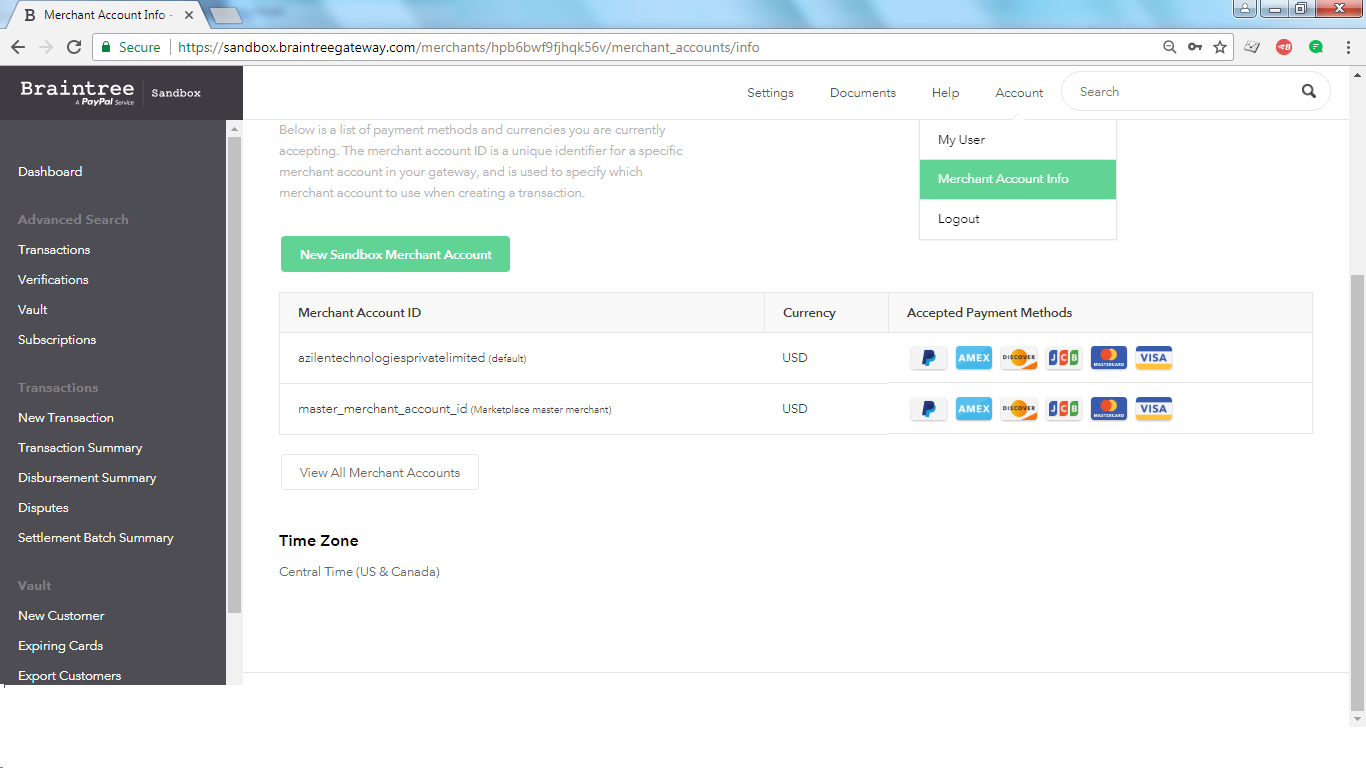 Merchant Account Info -
Secure
https://sandbox.braintreegateway.com/merchants/hpb6bwf9fjhqk56v/merchant_accounts/info
Braintree
A PayPal Service
Sandbox
Settings
Documents
Help
Account
Search
My User
Merchant Account Info
Logout
Dashboard
Advanced Search
Transactions
Verifications
Vault
Subscriptions
Transactions
New Transaction
Transaction Summary
Disbursement Summary
Disputes
Settlement Batch Summary
Vault
New Customer
Expiring Cards
Export Customers
Below is a list of payment methods and currencies you are currently
accepting. The merchant account ID is a unique identifier for a specific
merchant account in your gateway, and is used to specify which
merchant account to use when creating a transaction.
New Sandbox Merchant Account
Merchant Account ID Currency Accepted Payment Methods
azilentechnologiesprivatelimited (default) USD AMEX DISCOVER JCB MASTERCARD VISA
master_merchant_account_id (Marketplace master merchant) USD AMEX DISCOVER JCB MASTERCARD VISA
View All Merchant Accounts
Time Zone
Central Time (US & Canada)